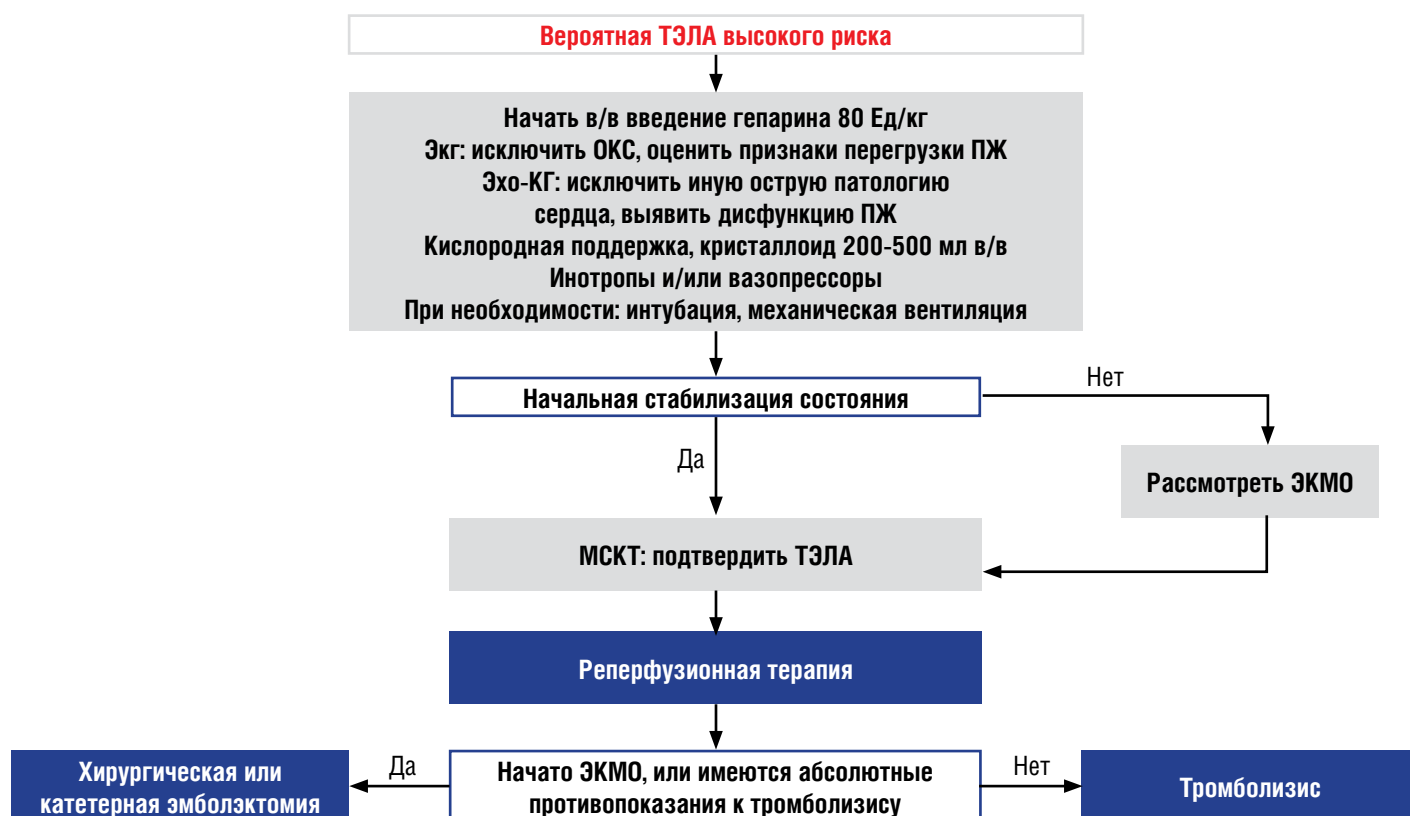 Вероятная ТЭЛА высокого риска
Начать в/в введение гепарина 80 Ед/кг
Экг: исключить ОКС, оценить признаки перегрузки ПЖ
Эхо-КГ: исключить иную острую патологию
сердца, выявить дисфункцию ПЖ
Кислородная поддержка, кристаллоид 200-500 мл в/в
Инотропы и/или вазопрессоры
При необходимости: интубация, механическая вентиляция
Начальная стабилизация состояния
Нет
Да
Рассмотреть ЭКМО
МСКТ: подтвердить ТЭЛА
Реперфузионная терапия
Хирургическая или
катетерная эмболэктомия
Да
Начато ЭКМО, или имеются абсолютные
противопоказания к тромболизису
Нет
Тромболизис